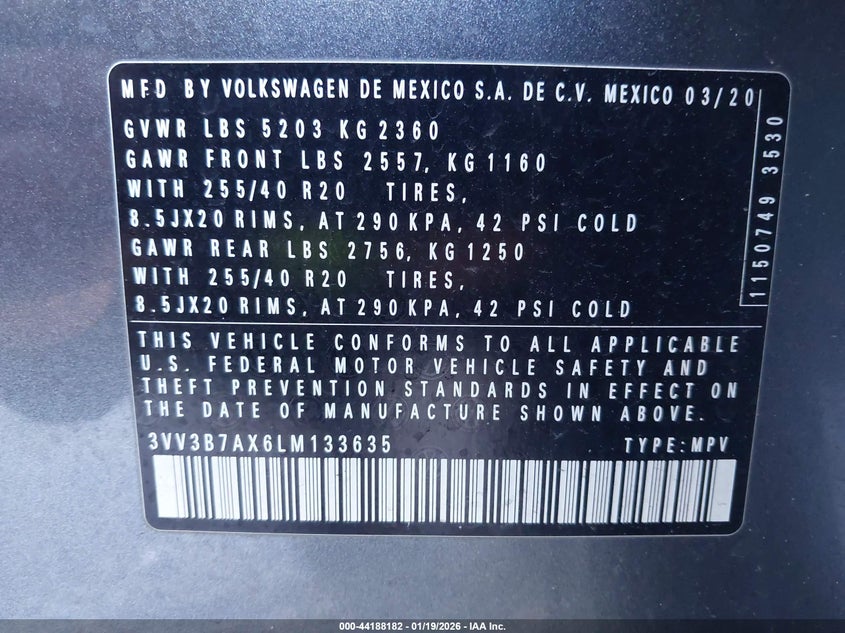 MFD BY VOLKSWAGEN DE MEXICO S.A. DE C.V. MEXICO 03/20
GVWR LBS 5203 KG 2360
GAWR FRONT LBS 2557, KG 1160
WITH 255/40 R20 TIRES,
8.5JX20 RIMS, AT 290 KPA, 42 PSI COLD
GAWR REAR LBS 2756, KG 1250
WITH 255/40 R20 TIRES,
8.5JX20 RIMS, AT 290 KPA, 42 PSI COLD
1150749 3530
THIS VEHICLE CONFORMS TO ALL APPLICABLE
U.S. FEDERAL MOTOR VEHICLE SAFETY AND
THEFT PREVENTION STANDARDS IN EFFECT ON
THE DATE OF MANUFACTURE SHOWN ABOVE.
3VV3B7AX6LM133635 TYPE: MPV
000-44188182 - 01/19/2026 - IAA Inc.